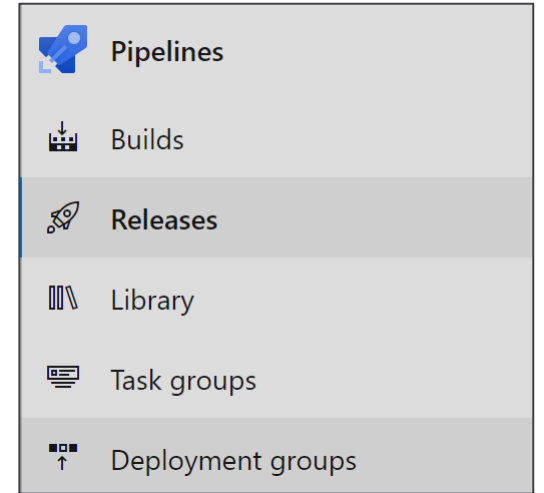 Pipelines
Builds
Releases
Library
Task groups
Deployment groups